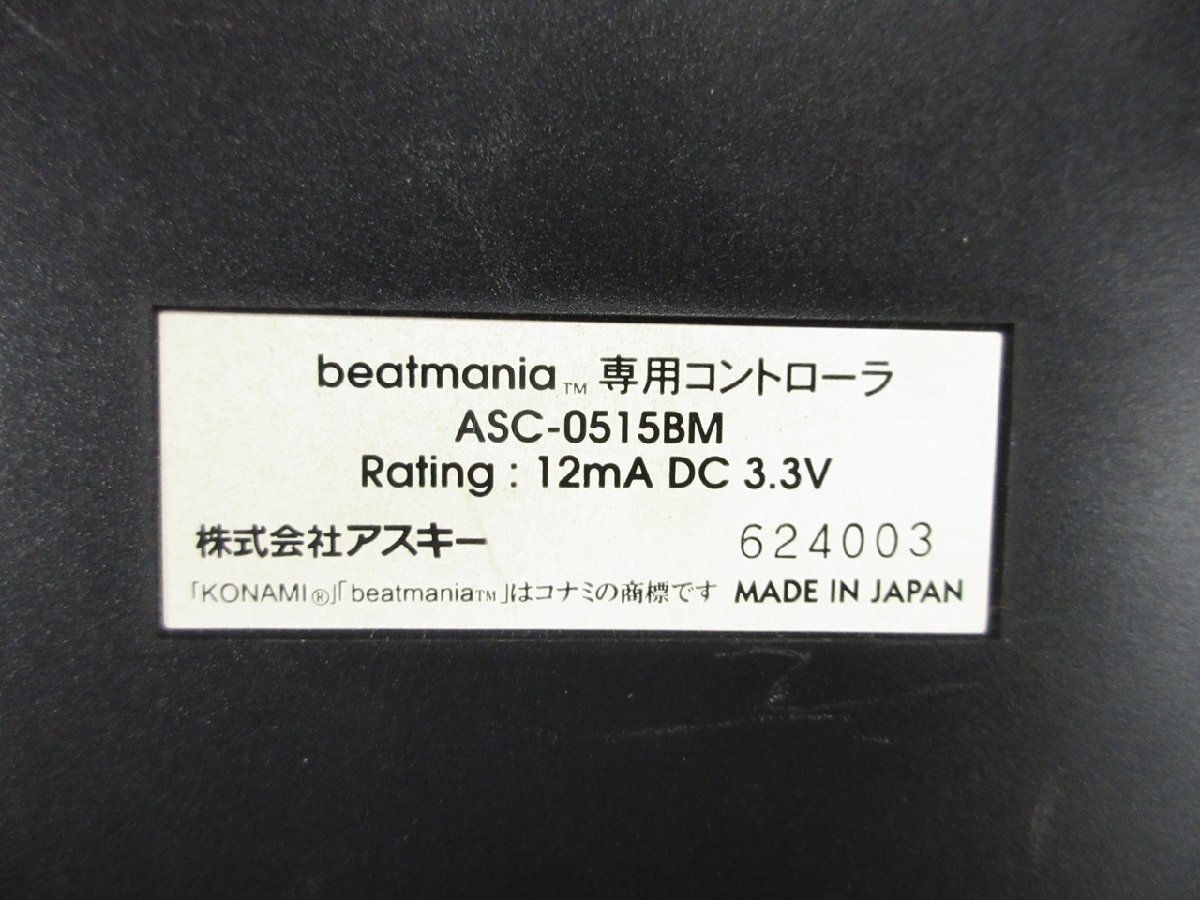 beatmania™ 専用コントローラ
ASC-0515BM
Rating : 12mA DC 3.3V
株式会社アスキー 624003
「KONAMI®」「beatmania™」はコナミの商標です MADE IN JAPAN